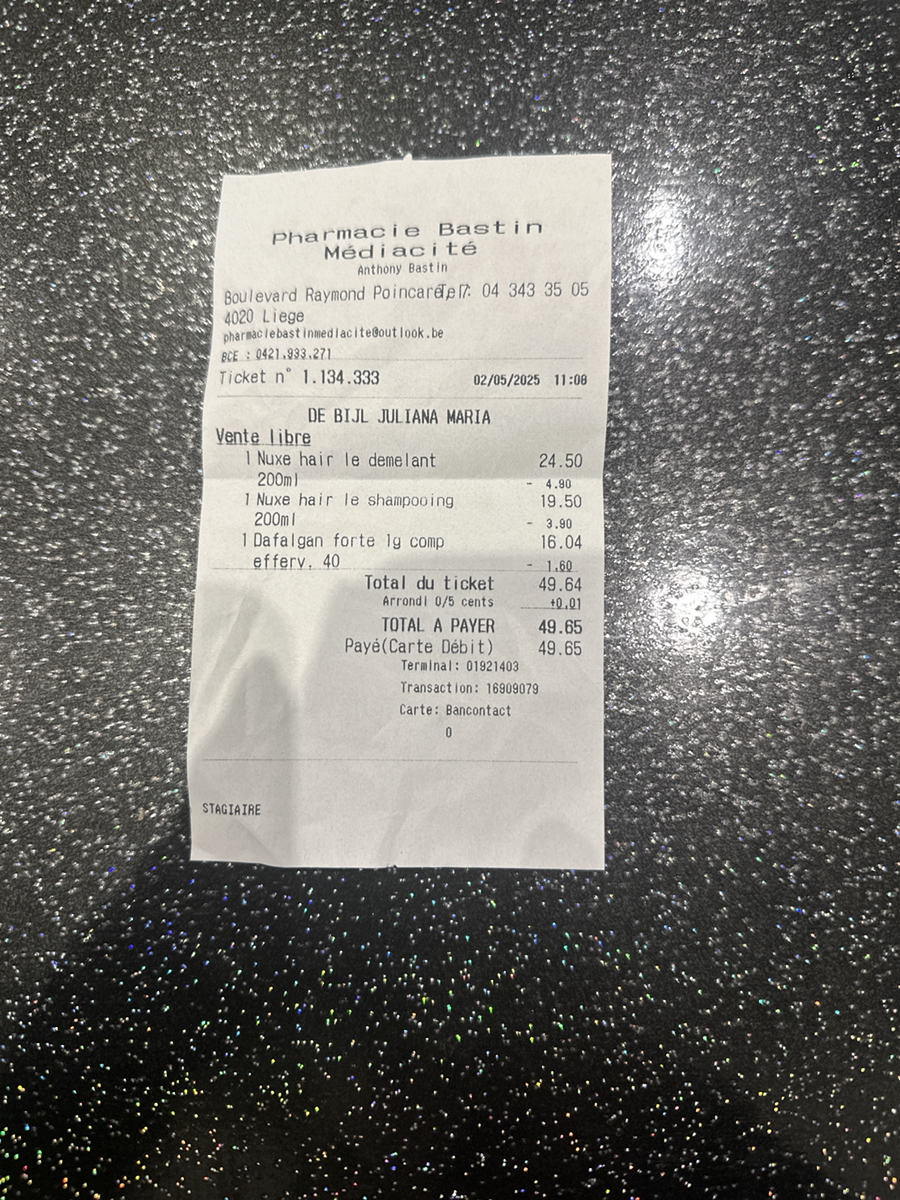 Pharmacie Bastin
Médiacité
Anthony Bastin
Boulevard Raymond Poincaré 7 Tel : 04 343 35 05
4020 Liege
pharmaciebastinmediacite@outlook.be
BCE : 0421.933.271
Ticket n° 1.134.333 02/05/2025 11:08
DE BIJL JULIANA MARIA
Vente libre
1 Nuxe hair le demelant 24.50
200ml - 4.90
1 Nuxe hair le shampooing 19.50
200ml - 3.90
1 Dafalgan forte 1g comp 16.04
efferv. 40 - 1.60
Total du ticket 49.64
Arrondi 0/5 cents +0.01
TOTAL A PAYER 49.65
Payé(Carte Débit) 49.65
Terminal: 01921403
Transaction: 16909079
Carte: Bancontact
0
STAGIAIRE